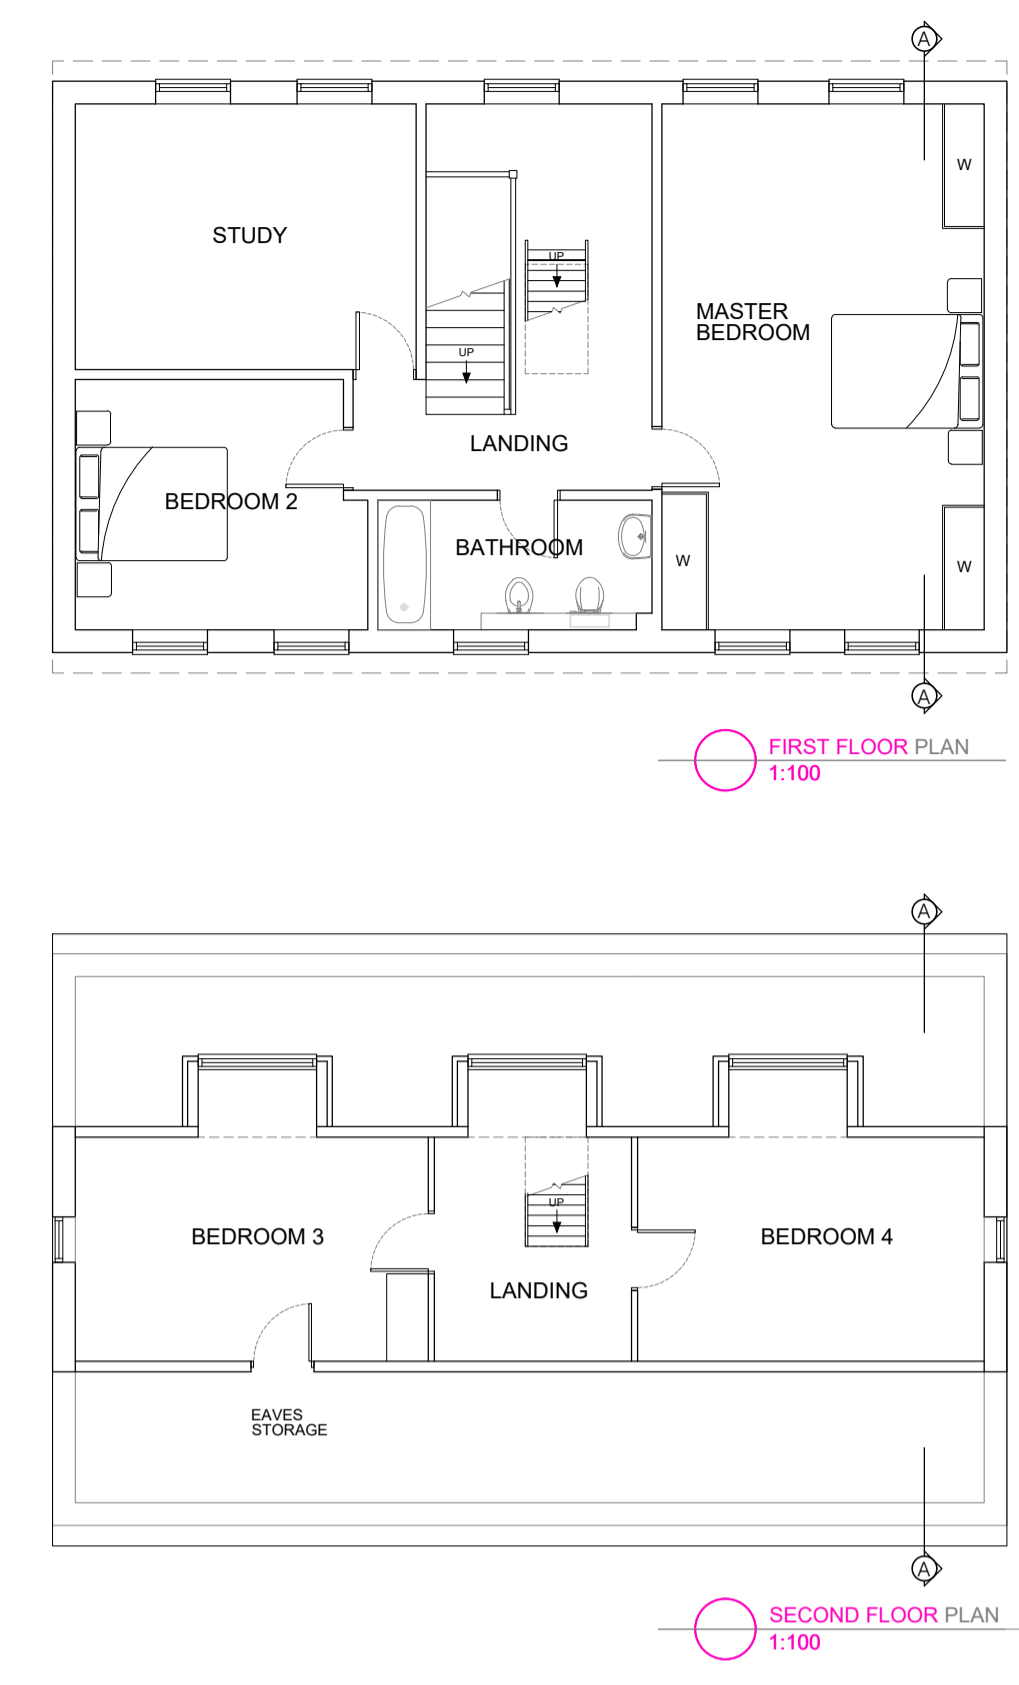 A
W
STUDY
UP
MASTER
BEDROOM
UP
LANDING
BEDROOM 2
BATHROOM
W
W
A
FIRST FLOOR PLAN
1:100
A
UP
BEDROOM 3
BEDROOM 4
LANDING
EAVES
STORAGE
A
SECOND FLOOR PLAN
1:100